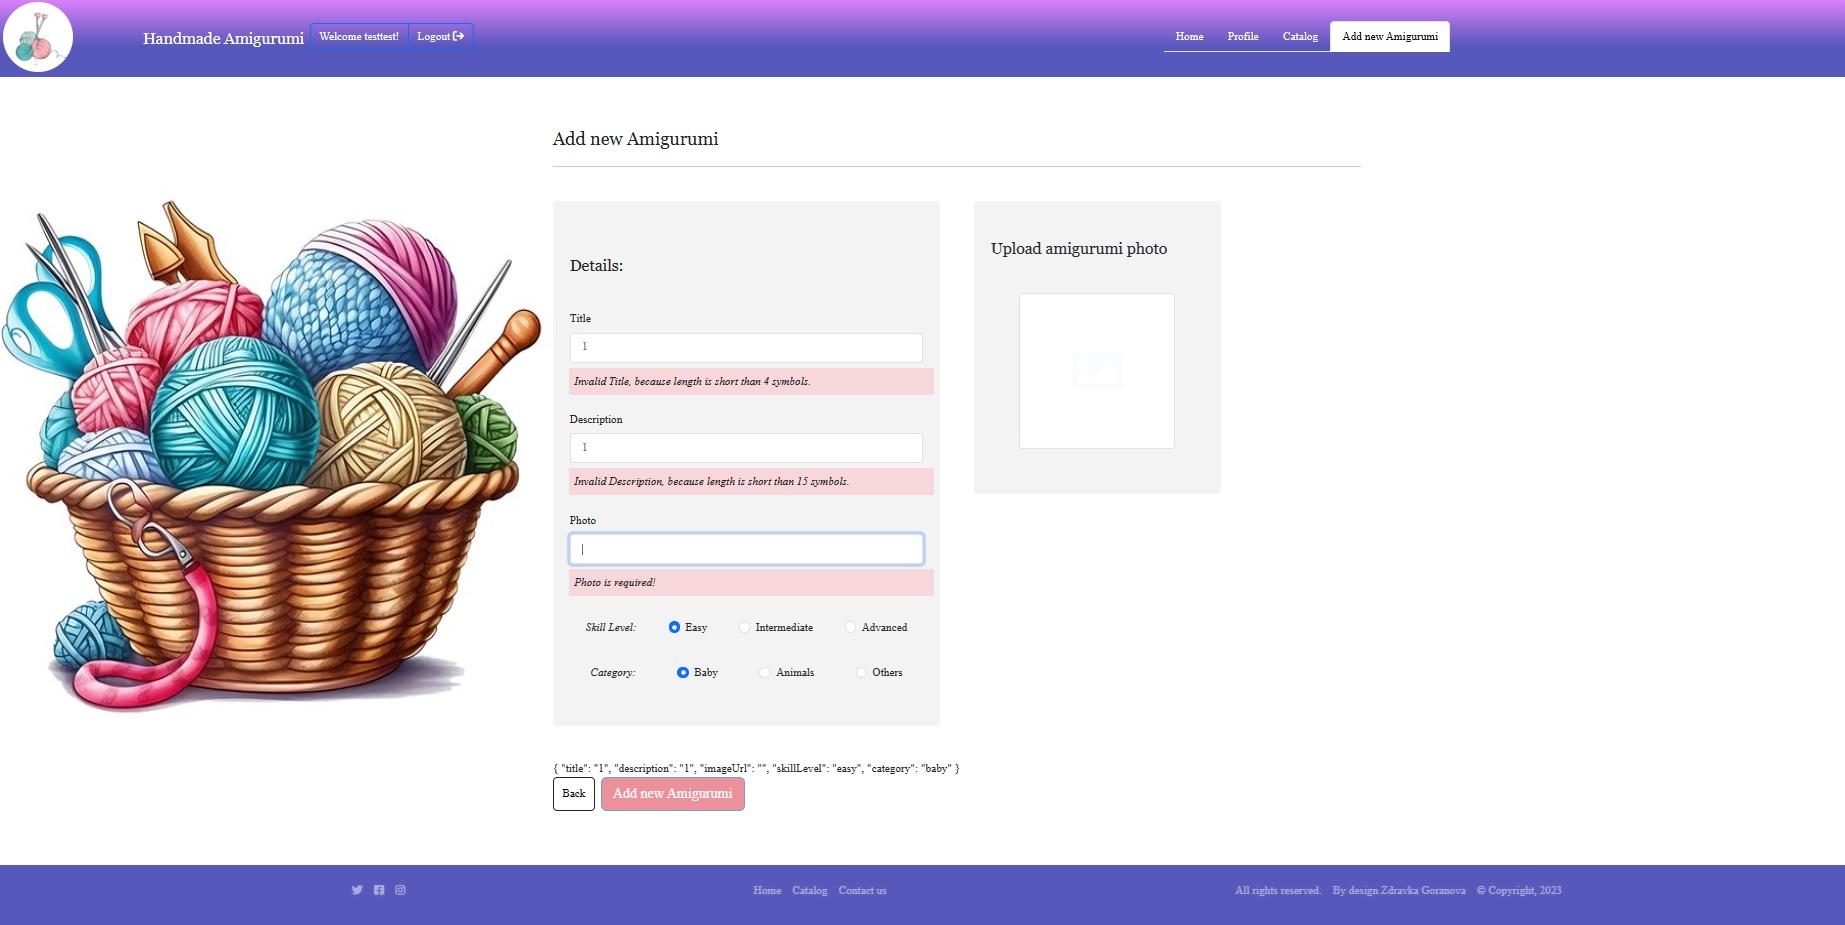 Handmade Amigurumi Welcome testtest! Logout
Home Profile Catalog Add new Amigurumi
Add new Amigurumi
Details:
Title
1
Invalid Title, because length is short than 4 symbols.
Description
1
Invalid Description, because length is short than 15 symbols.
Photo
Photo is required!
Skill Level: Easy Intermediate Advanced
Category: Baby Animals Others
Upload amigurumi photo
{ "title": "1", "description": "1", "imageUrl": "", "skillLevel": "easy", "category": "baby" }
Back Add new Amigurumi
Home Catalog Contact us
All rights reserved. By design Zdravka Goranova © Copyright, 2023